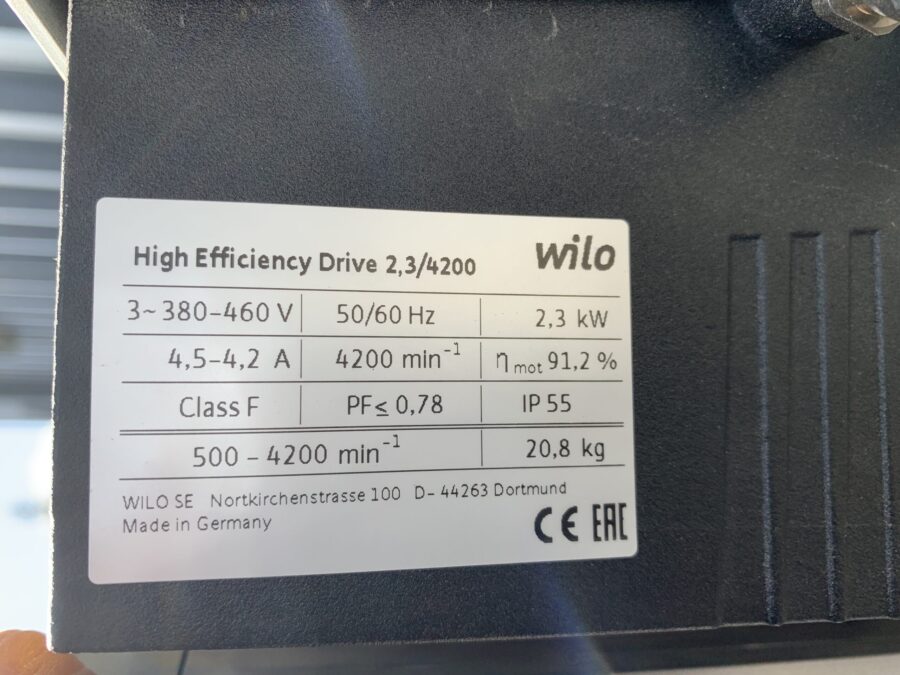 High Efficiency Drive 2,3/4200 wilo
3~380-460 V 50/60 Hz 2,3 kW
4,5-4,2 A 4200 min⁻¹ η mot 91,2 %
Class F PF≤ 0,78 IP 55
500 - 4200 min⁻¹ 20,8 kg
WILO SE Nortkirchenstrasse 100 D- 44263 Dortmund
Made in Germany CE EAC